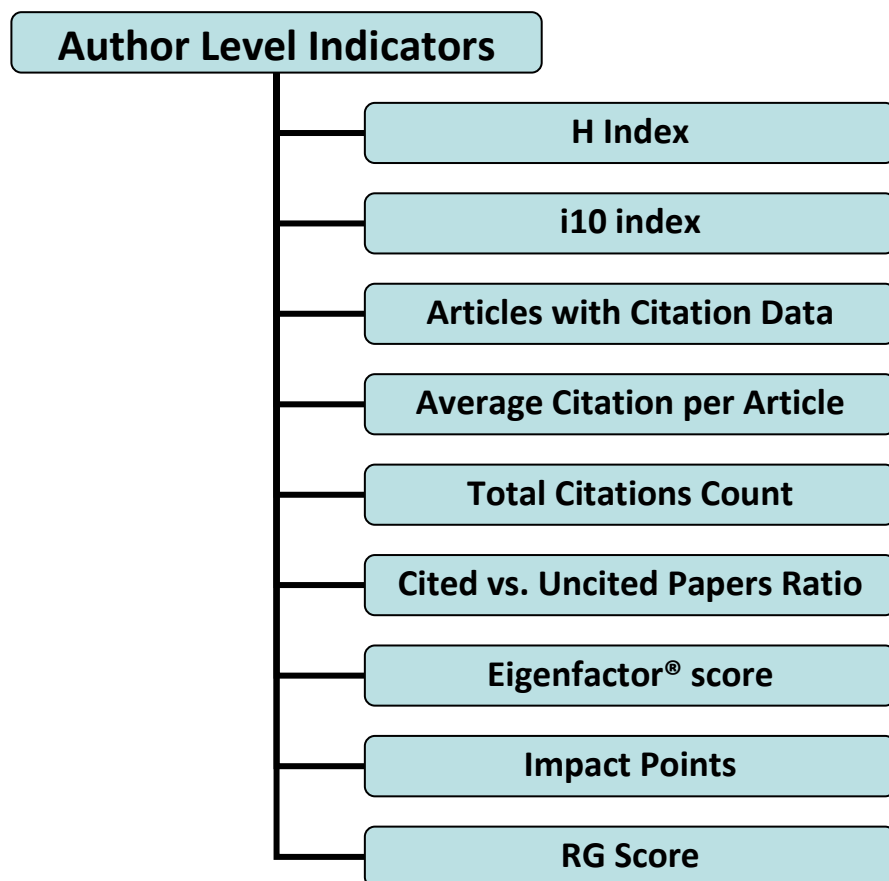 Author Level Indicators
H Index
i10 index
Articles with Citation Data
Average Citation per Article
Total Citations Count
Cited vs. Uncited Papers Ratio
Eigenfactor® score
Impact Points
RG Score